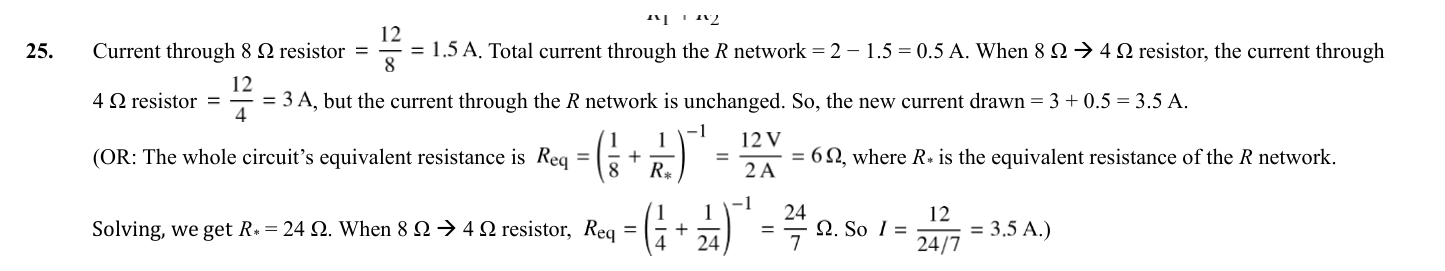 25. Current through 8 Ω resistor = 12/8 = 1.5 A. Total current through the R network = 2 − 1.5 = 0.5 A. When 8 Ω → 4 Ω resistor, the current through
4 Ω resistor = 12/4 = 3 A, but the current through the R network is unchanged. So, the new current drawn = 3 + 0.5 = 3.5 A.
(OR: The whole circuit's equivalent resistance is R_eq = (1/8 + 1/R_*)^−1 = 12 V/2 A = 6 Ω, where R_* is the equivalent resistance of the R network.
Solving, we get R_* = 24 Ω. When 8 Ω → 4 Ω resistor, R_eq = (1/4 + 1/24)^−1 = 24/7 Ω. So I = 12/(24/7) = 3.5 A.)